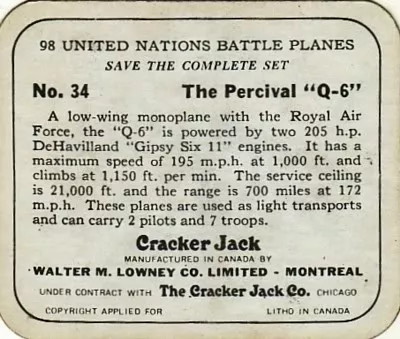 98 UNITED NATIONS BATTLE PLANES
SAVE THE COMPLETE SET
No. 34 The Percival "Q-6"
A low-wing monoplane with the Royal Air
Force, the "Q-6" is powered by two 205 h.p.
DeHavilland "Gipsy Six 11" engines. It has a
maximum speed of 195 m.p.h. at 1,000 ft. and
climbs at 1,150 ft. per min. The service ceiling
is 21,000 ft. and the range is 700 miles at 172
m.p.h. These planes are used as light transports
and can carry 2 pilots and 7 troops.
Cracker Jack
MANUFACTURED IN CANADA BY
WALTER M. LOWNEY CO. LIMITED - MONTREAL
UNDER CONTRACT WITH The Cracker Jack Co. CHICAGO
COPYRIGHT APPLIED FOR LITHO IN CANADA